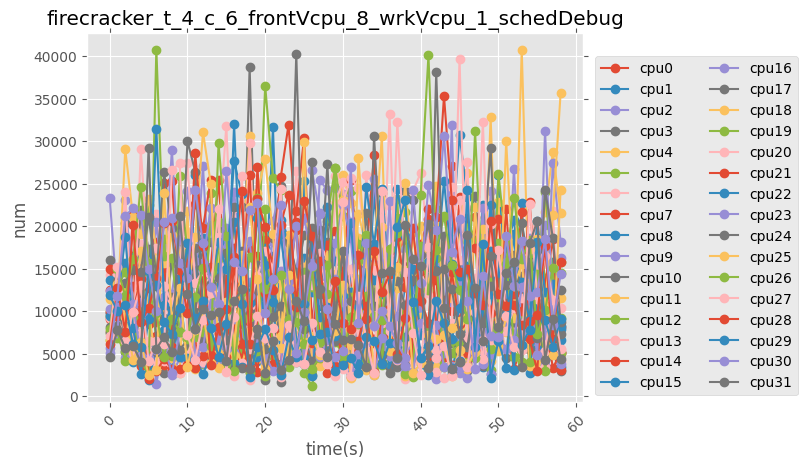 firecracker_t_4_c_6_frontVcpu_8_wrkVcpu_1_schedDebug
num
40000
35000
30000
25000
20000
15000
10000
5000
0
0 10 20 30 40 50 60
time(s)
cpu0 cpu16
cpu1 cpu17
cpu2 cpu18
cpu3 cpu19
cpu4 cpu20
cpu5 cpu21
cpu6 cpu22
cpu7 cpu23
cpu8 cpu24
cpu9 cpu25
cpu10 cpu26
cpu11 cpu27
cpu12 cpu28
cpu13 cpu29
cpu14 cpu30
cpu15 cpu31